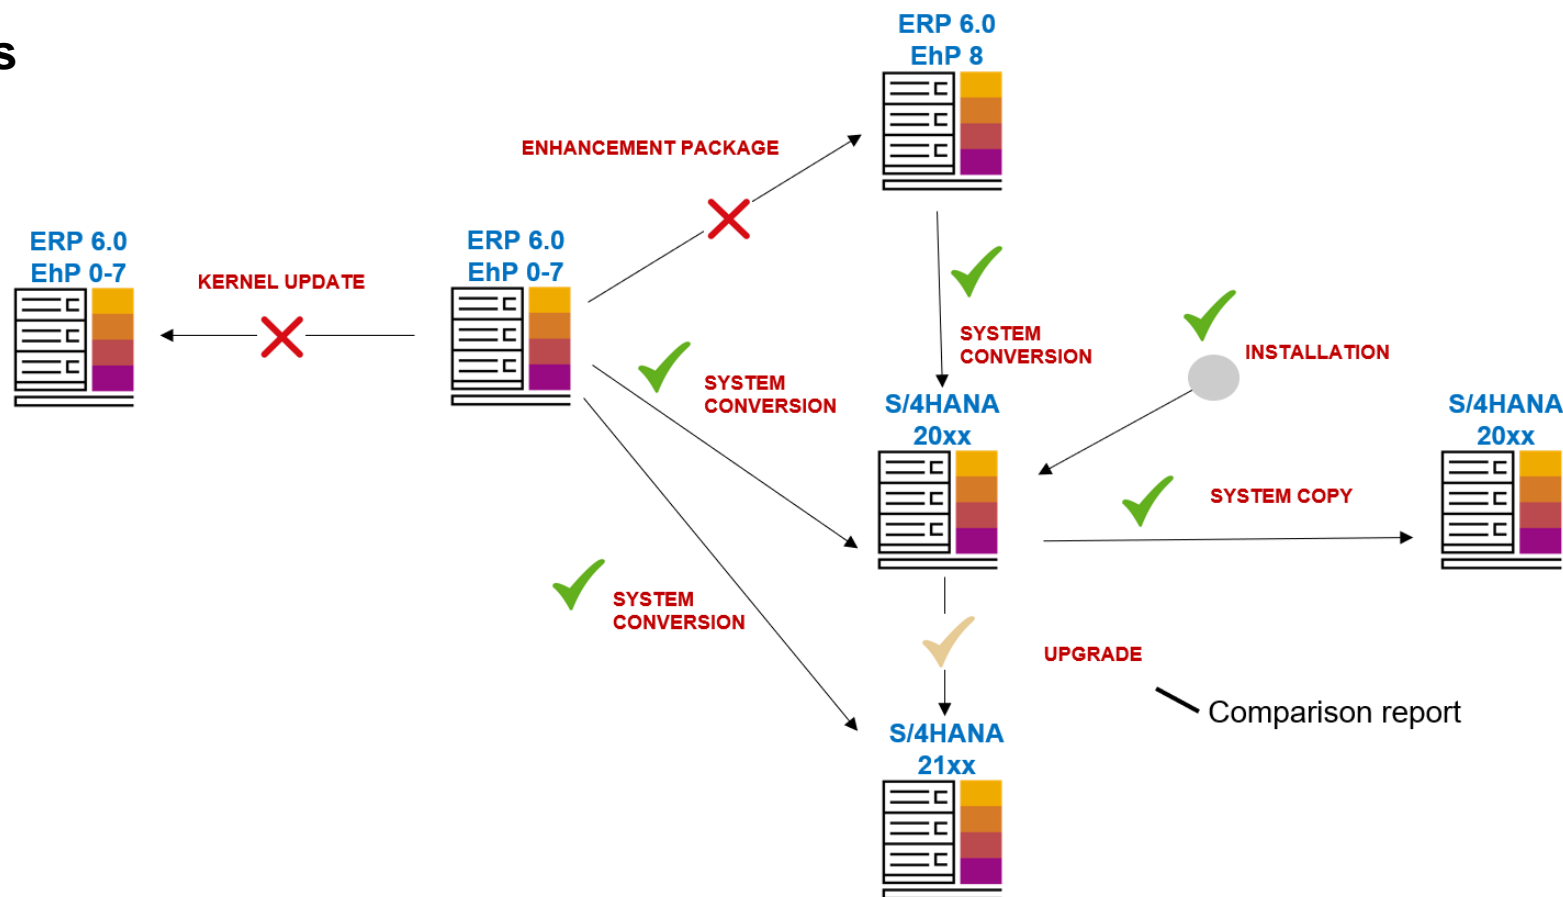 s
ERP 6.0
EhP 8
ENHANCEMENT PACKAGE
ERP 6.0
EhP 0-7
KERNEL UPDATE
ERP 6.0
EhP 0-7
SYSTEM
CONVERSION
INSTALLATION
SYSTEM
CONVERSION
S/4HANA
20xx
S/4HANA
20xx
SYSTEM COPY
SYSTEM
CONVERSION
UPGRADE
Comparison report
S/4HANA
21xx